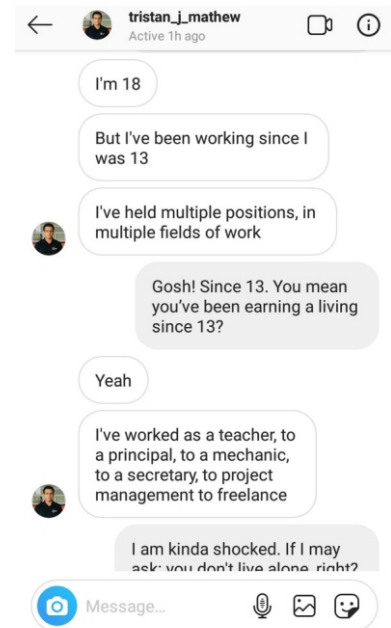 tristan_j_mathew
Active 1h ago
I'm 18
But I've been working since I
was 13
I've held multiple positions, in
multiple fields of work
Gosh! Since 13. You mean
you've been earning a living
since 13?
Yeah
I've worked as a teacher, to
a principal, to a mechanic,
to a secretary, to project
management to freelance
I am kinda shocked. If I may
ask: you don't live alone, right?
Message...